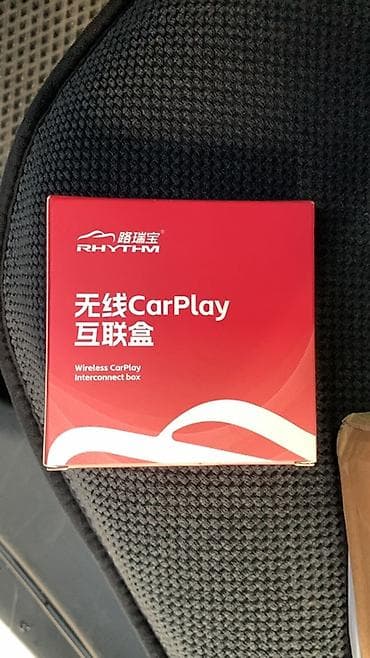 路瑞宝®
RHYTHM
无线CarPlay
互联盒
Wireless CarPlay
Interconnect box